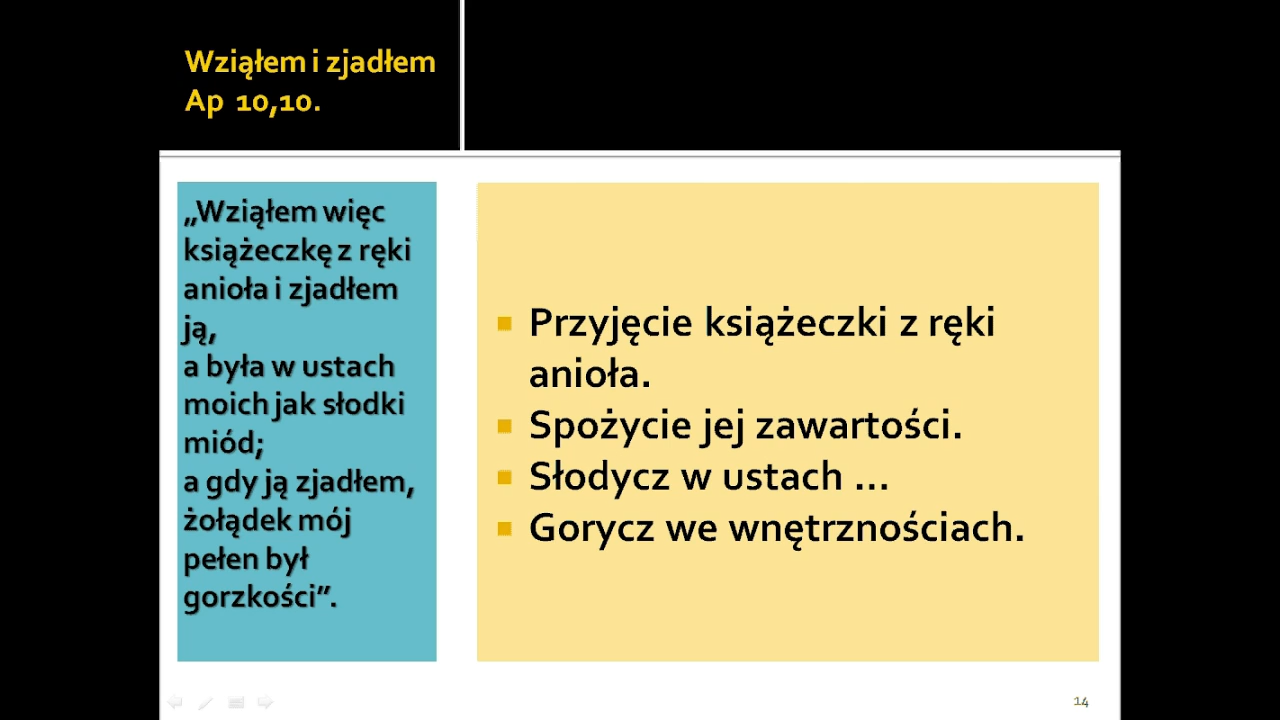 Wziąłem i zjadłem
Ap 10,10.
„Wziąłem więc
książeczkę z ręki
anioła i zjadłem
ją,
a była w ustach
moich jak słodki
miód;
a gdy ją zjadłem,
żołądek mój
pełen był
gorzkości”.
Przyjęcie książeczki z ręki
anioła.
Spożycie jej zawartości.
Słodycz w ustach ...
Gorycz we wnętrznościach.
14